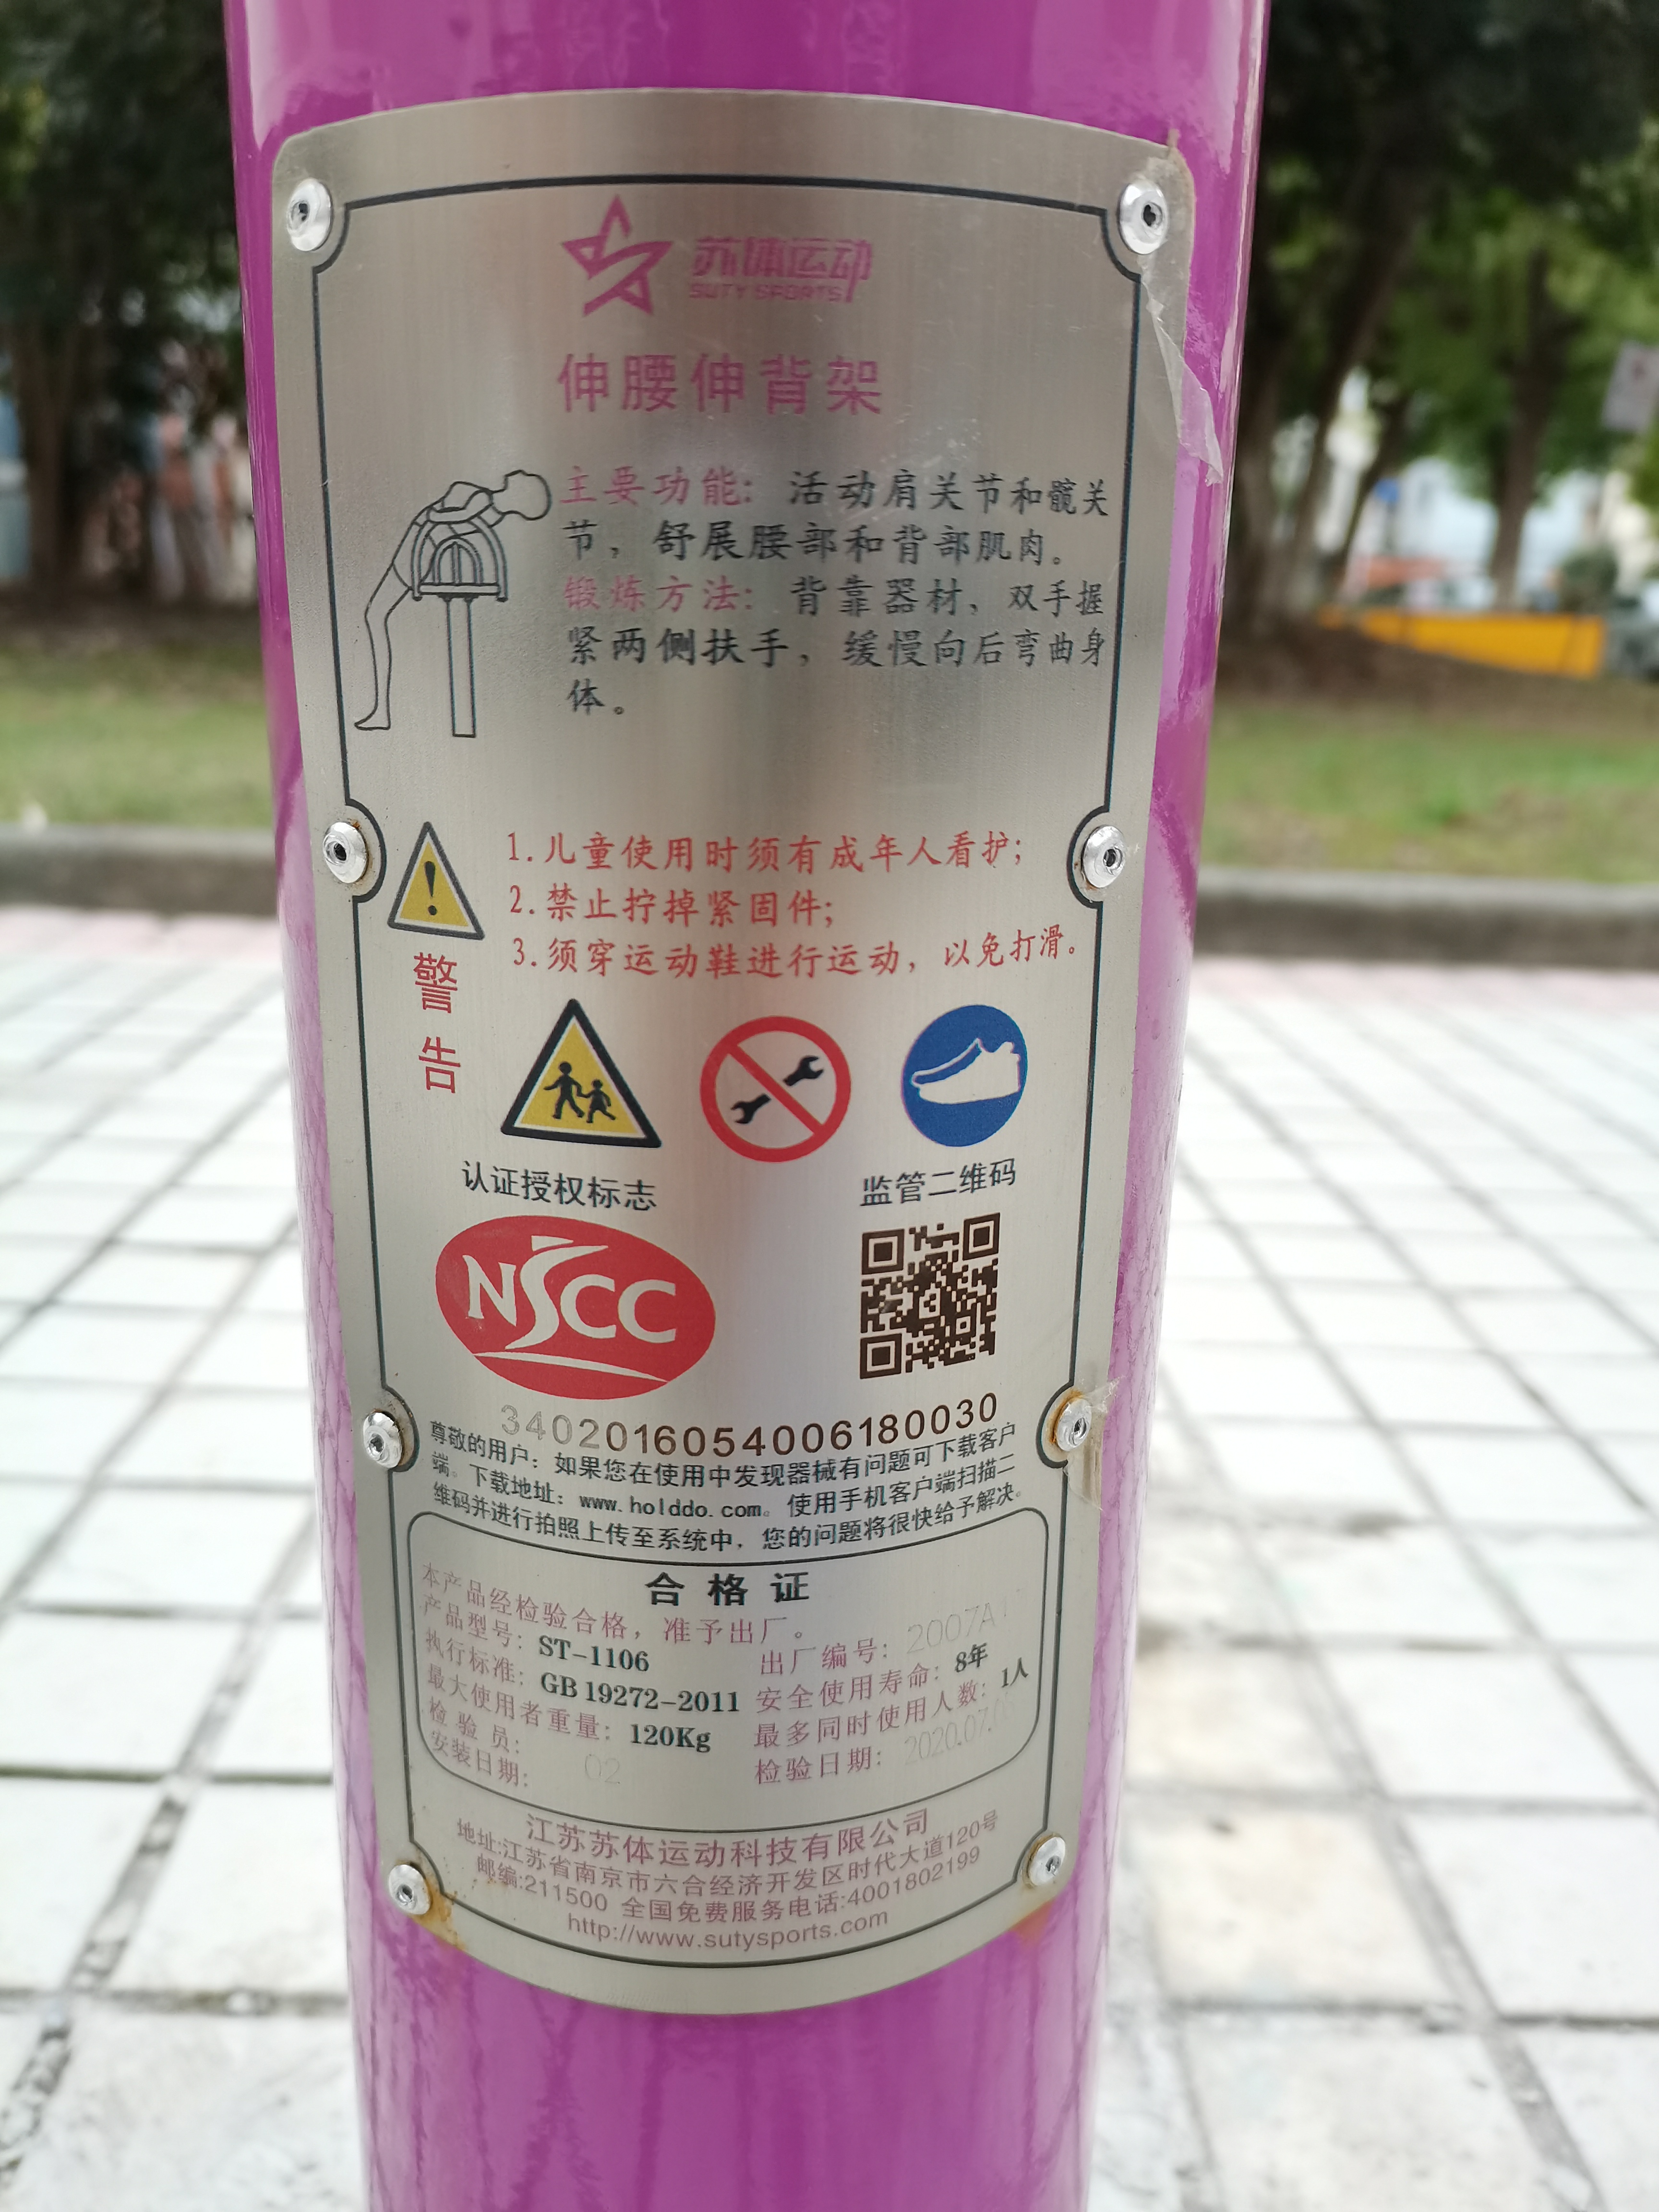 苏体运动
SUTY SPORTS
伸腰伸背架
主要功能：活动肩关节和髋关
节，舒展腰部和背部肌肉。
锻炼方法：背靠器材，双手握
紧两侧扶手，缓慢向后弯曲身
体。
警告
1.儿童使用时须有成年人看护；
2.禁止拧掉紧固件；
3.须穿运动鞋进行运动，以免打滑。
认证授权标志
监管二维码
NSCC
3402016054006180030
尊敬的用户：如果您在使用中发现器械有问题可下载客户
端。下载地址：www.holddo.com。使用手机客户端扫描二
维码并进行拍照上传至系统中，您的问题将很快给予解决。
合格证
本产品经检验合格，准予出厂。
产品型号：ST-1106 出厂编号：2007A
执行标准：GB 19272-2011 安全使用寿命：8年
最大使用者重量：120Kg 最多同时使用人数：1人
检验员：02 检验日期：2020.07
安装日期：
江苏苏体运动科技有限公司
地址:江苏省南京市六合经济开发区时代大道120号
邮编:211500 全国免费服务电话:4001802199
http://www.sutysports.com